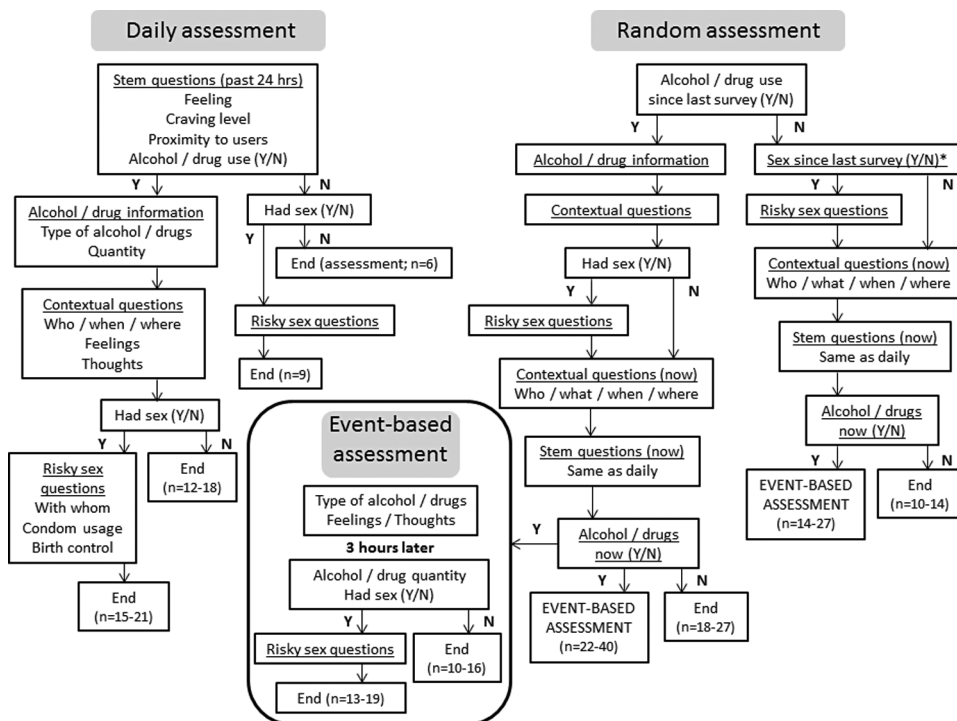 Daily assessment
Stem questions (past 24 hrs)
Feeling
Craving level
Proximity to users
Alcohol / drug use (Y/N)
Y
N
Alcohol / drug information
Type of alcohol / drugs
Quantity
Had sex (Y/N)
Y
N
End (assessment; n=6)
Contextual questions
Who / when / where
Feelings
Thoughts
Risky sex questions
End (n=9)
Had sex (Y/N)
Y
N
Risky sex
questions
With whom
Condom usage
Birth control
End
(n=12-18)
End
(n=15-21)
Event-based
assessment
Type of alcohol / drugs
Feelings / Thoughts
3 hours later
Alcohol / drug quantity
Had sex (Y/N)
Y
N
Risky sex questions
End
(n=10-16)
End (n=13-19)
Random assessment
Alcohol / drug use
since last survey (Y/N)
Y
N
Alcohol / drug information
Contextual questions
Had sex (Y/N)
Y
N
Risky sex questions
Contextual questions (now)
Who / what / when / where
Stem questions (now)
Same as daily
Y
Alcohol / drugs
now (Y/N)
Y
N
EVENT-BASED
ASSESSMENT
(n=22-40)
End
(n=18-27)
Sex since last survey (Y/N)*
Y
N
Risky sex questions
Contextual questions (now)
Who / what / when / where
Stem questions (now)
Same as daily
Alcohol / drugs
now (Y/N)
Y
N
EVENT-BASED
ASSESSMENT
(n=14-27)
End
(n=10-14)